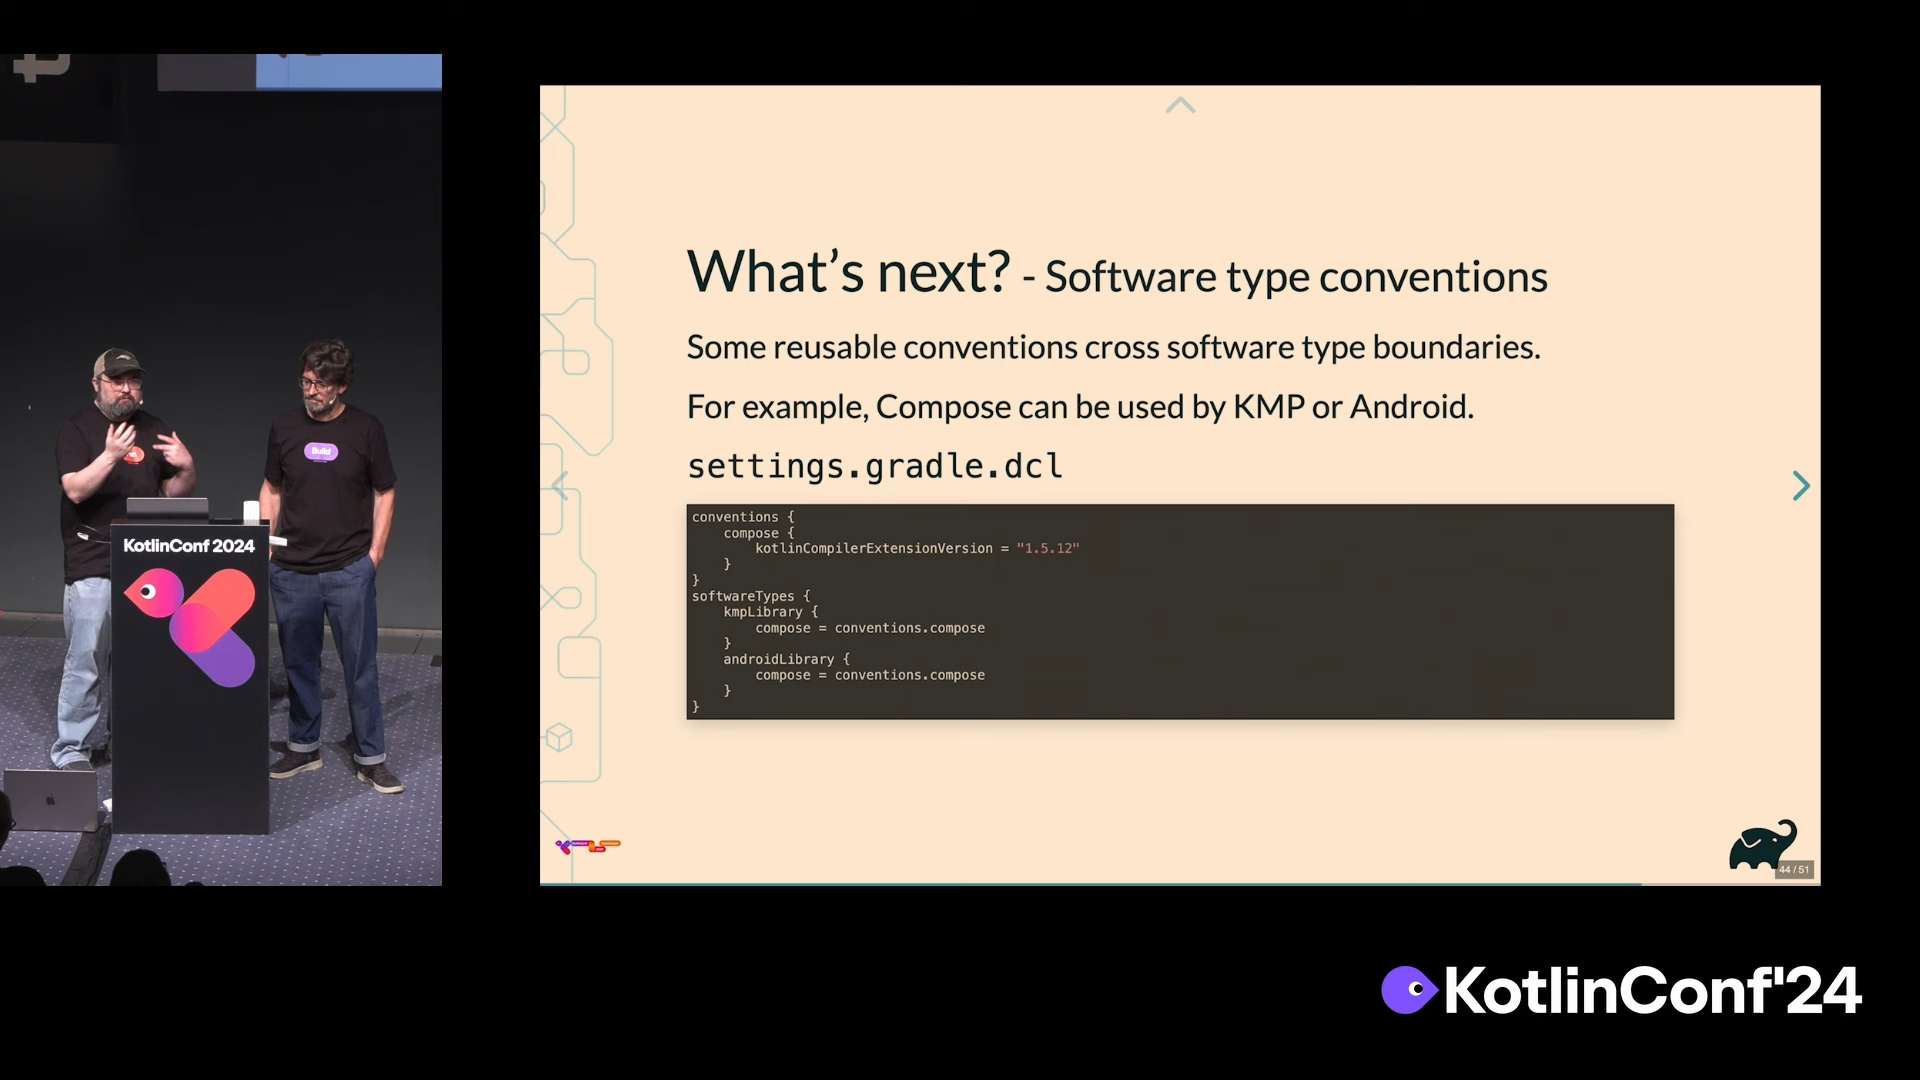 What's next? - Software type conventions
Some reusable conventions cross software type boundaries.
For example, Compose can be used by KMP or Android.
settings.gradle.dcl
conventions {
    compose {
        kotlinCompilerExtensionVersion = "1.5.12"
    }
}
softwareTypes {
    kmpLibrary {
        compose = conventions.compose
    }
    androidLibrary {
        compose = conventions.compose
    }
}
44 / 51
Build
KotlinConf 2024
KotlinConf'24